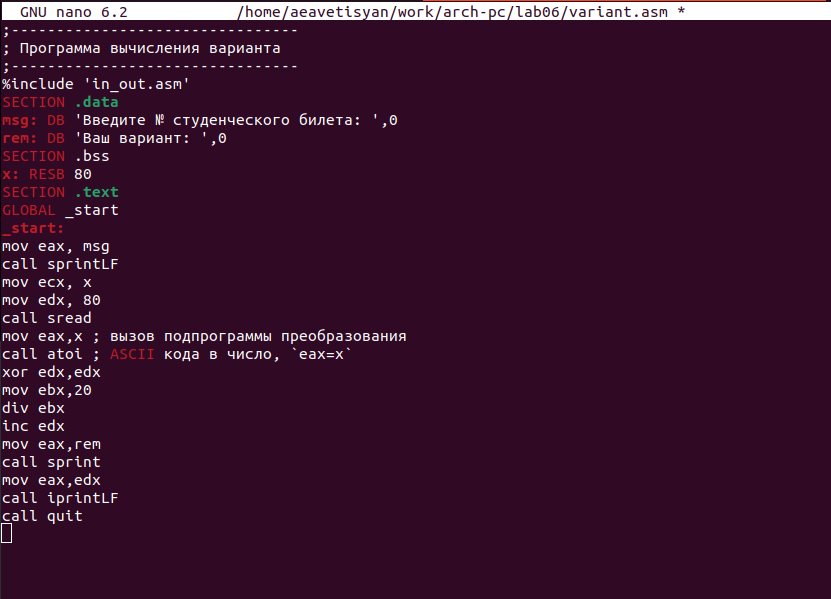 GNU nano 6.2 /home/aeavetisyan/work/arch-pc/lab06/variant.asm *
;--------------------------------
; Программа вычисления варианта
;--------------------------------
%include 'in_out.asm'
SECTION .data
msg: DB 'Введите № студенческого билета: ',0
rem: DB 'Ваш вариант: ',0
SECTION .bss
x: RESB 80
SECTION .text
GLOBAL _start
_start:
mov eax, msg
call sprintLF
mov ecx, x
mov edx, 80
call sread
mov eax,x ; вызов подпрограммы преобразования
call atoi ; ASCII кода в число, `eax=x`
xor edx,edx
mov ebx,20
div ebx
inc edx
mov eax,rem
call sprint
mov eax,edx
call iprintLF
call quit